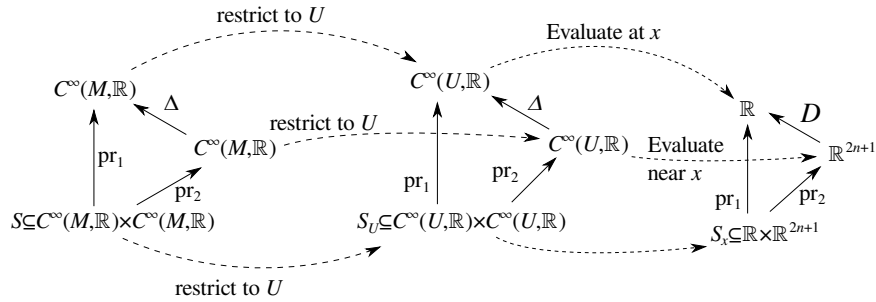 restrict to U
Evaluate at x
C∞(M,ℝ)
Δ
C∞(U,ℝ)
Δ
ℝ
D
restrict to U
C∞(M,ℝ)
C∞(U,ℝ)
Evaluate
near x
ℝ²ⁿ⁺¹
pr₁
pr₂
pr₁
pr₂
pr₁
pr₂
S⊆C∞(M,ℝ)×C∞(M,ℝ)
S_U⊆C∞(U,ℝ)×C∞(U,ℝ)
Sₓ⊆ℝ×ℝ²ⁿ⁺¹
restrict to U